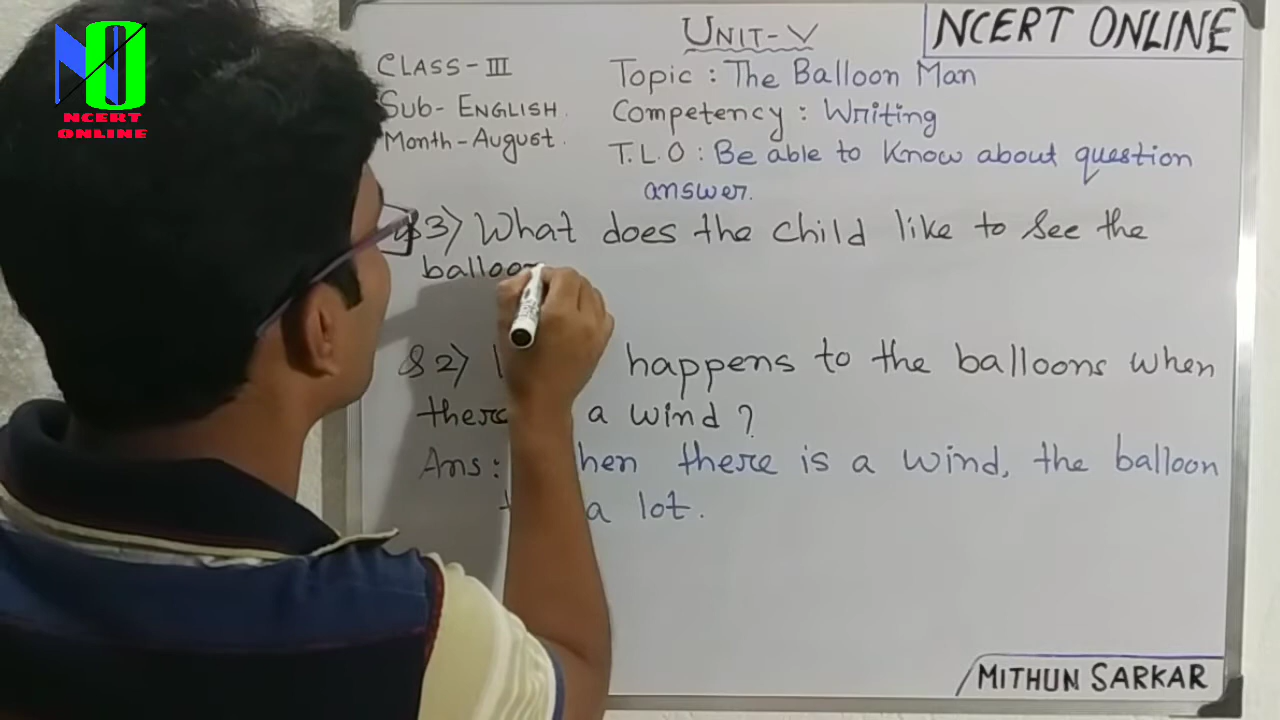 NCERT
ONLINE
UNIT-V
NCERT ONLINE
CLASS-III
Sub- ENGLISH.
Month-August.
Topic : The Balloon Man
Competency : Writing
T.L.O : Be able to Know about question
answer.
3) What does the child like to see the
balloon
Q 2) happens to the balloons when
there a wind ?
Ans : there is a wind, the balloon
a lot.
MITHUN SARKAR